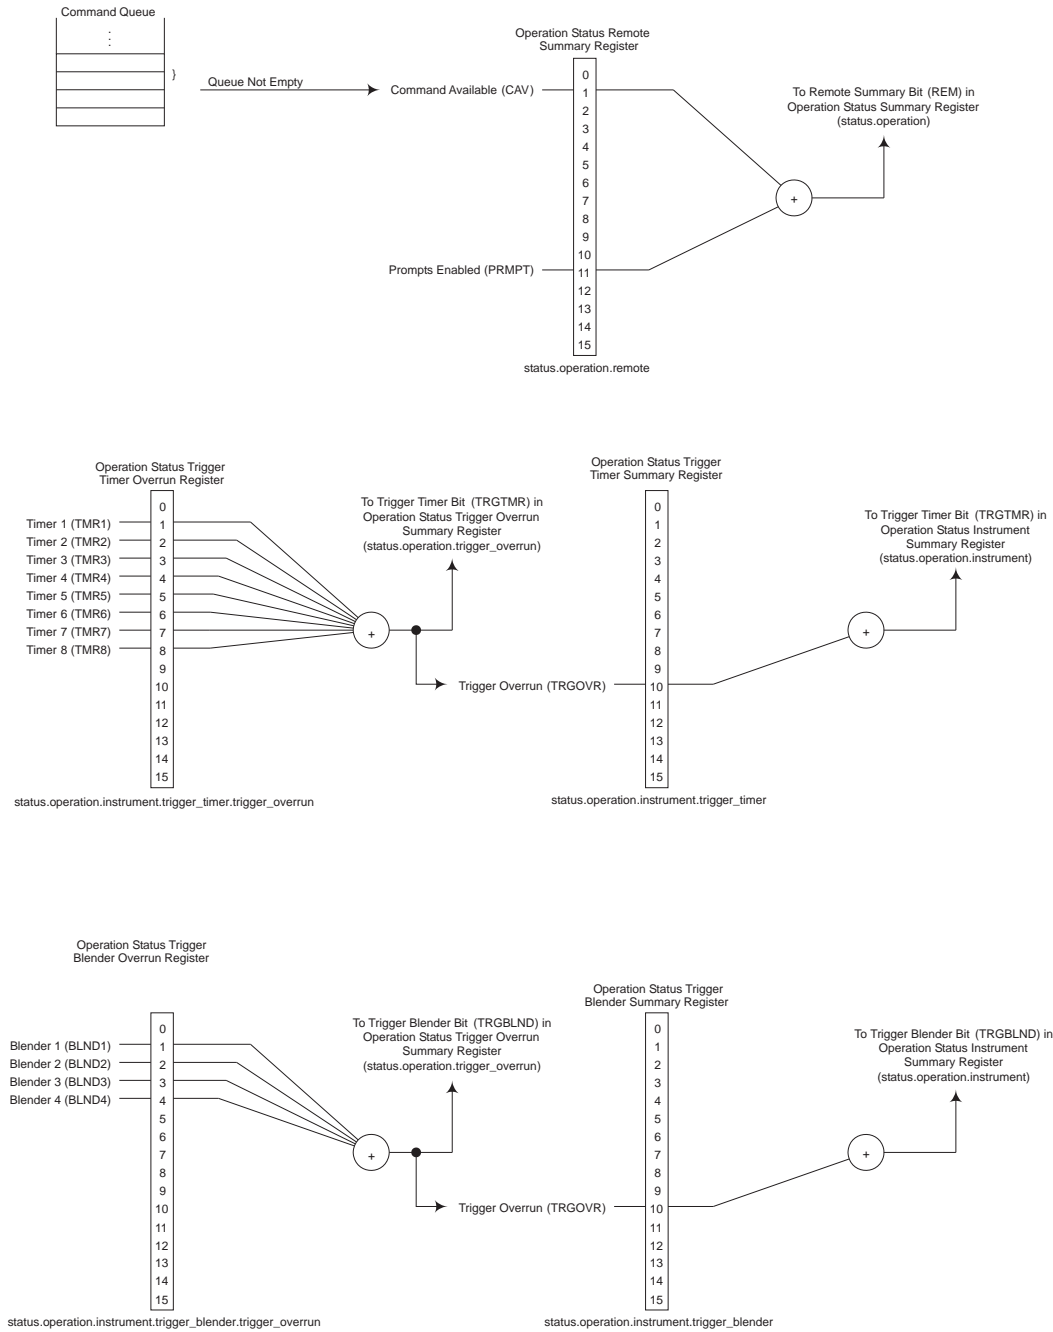 Command Queue
}
Queue Not Empty
Command Available (CAV)
Prompts Enabled (PRMPT)
Operation Status Remote
Summary Register
0
1
2
3
4
5
6
7
8
9
10
11
12
13
14
15
status.operation.remote
+
To Remote Summary Bit (REM) in
Operation Status Summary Register
(status.operation)
Operation Status Trigger
Timer Overrun Register
Timer 1 (TMR1)
Timer 2 (TMR2)
Timer 3 (TMR3)
Timer 4 (TMR4)
Timer 5 (TMR5)
Timer 6 (TMR6)
Timer 7 (TMR7)
Timer 8 (TMR8)
0
1
2
3
4
5
6
7
8
9
10
11
12
13
14
15
status.operation.instrument.trigger_timer.trigger_overrun
+
To Trigger Timer Bit (TRGTMR) in
Operation Status Trigger Overrun
Summary Register
(status.operation.trigger_overrun)
Trigger Overrun (TRGOVR)
Operation Status Trigger
Timer Summary Register
0
1
2
3
4
5
6
7
8
9
10
11
12
13
14
15
status.operation.instrument.trigger_timer
+
To Trigger Timer Bit (TRGTMR) in
Operation Status Instrument
Summary Register
(status.operation.instrument)
Operation Status Trigger
Blender Overrun Register
Blender 1 (BLND1)
Blender 2 (BLND2)
Blender 3 (BLND3)
Blender 4 (BLND4)
0
1
2
3
4
5
6
7
8
9
10
11
12
13
14
15
status.operation.instrument.trigger_blender.trigger_overrun
+
To Trigger Blender Bit (TRGBLND) in
Operation Status Trigger Overrun
Summary Register
(status.operation.trigger_overrun)
Trigger Overrun (TRGOVR)
Operation Status Trigger
Blender Summary Register
0
1
2
3
4
5
6
7
8
9
10
11
12
13
14
15
status.operation.instrument.trigger_blender
+
To Trigger Blender Bit (TRGBLND) in
Operation Status Instrument
Summary Register
(status.operation.instrument)